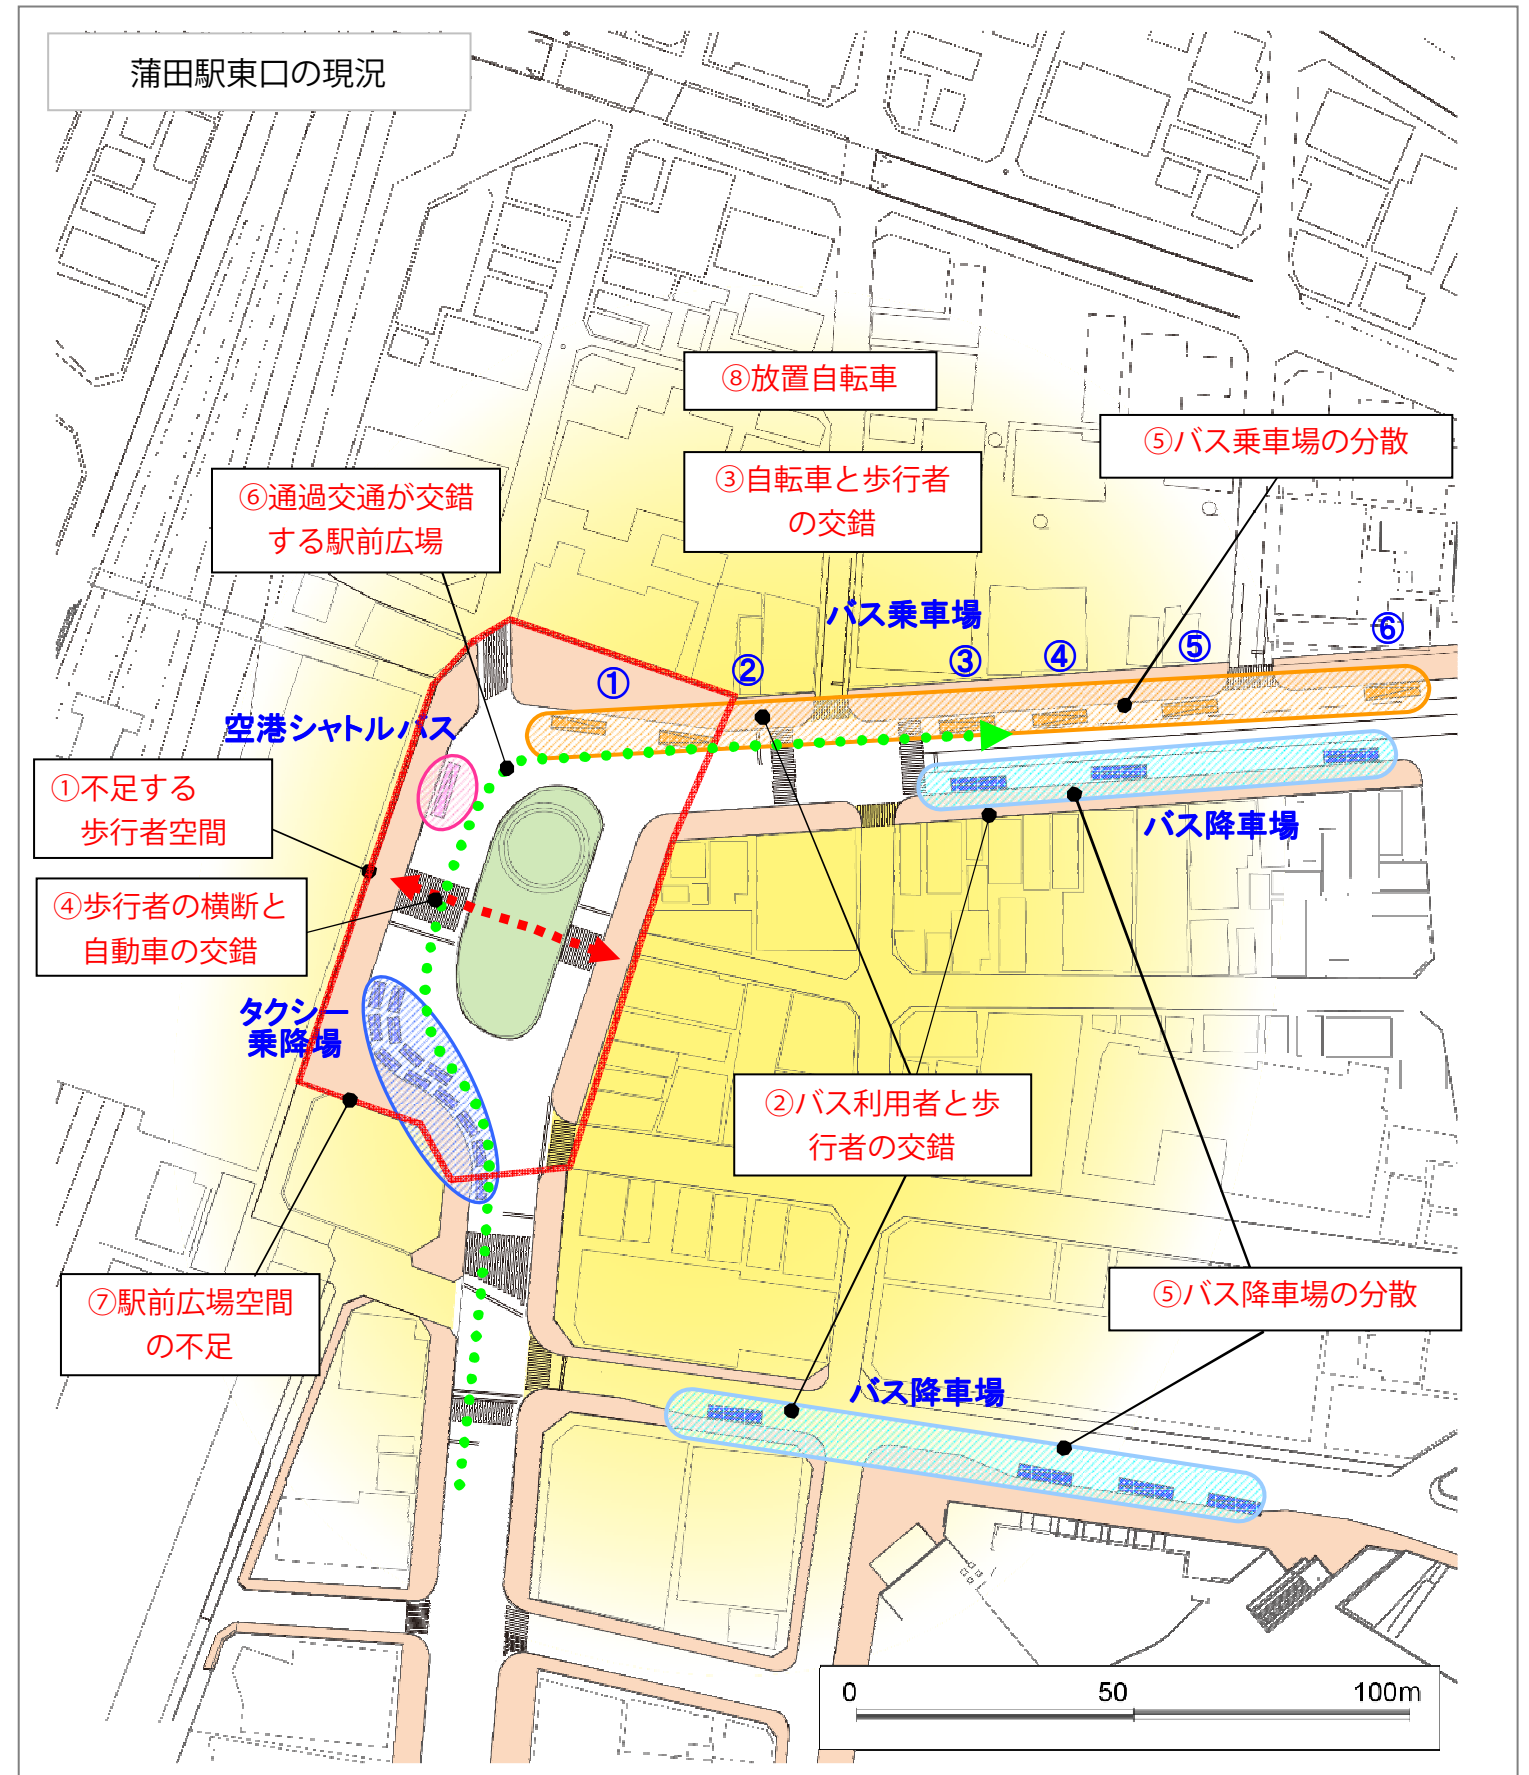 蒲田駅東口の現況
⑧放置自転車
⑤バス乗車場の分散
③自転車と歩行者
の交錯
⑥通過交通が交錯
する駅前広場
バス乗車場
① ② ③ ④ ⑤ ⑥
空港シャトルバス
①不足する
歩行者空間
バス降車場
④歩行者の横断と
自動車の交錯
タクシー
乗降場
②バス利用者と歩
行者の交錯
⑦駅前広場空間
の不足
⑤バス降車場の分散
バス降車場
0 50 100m